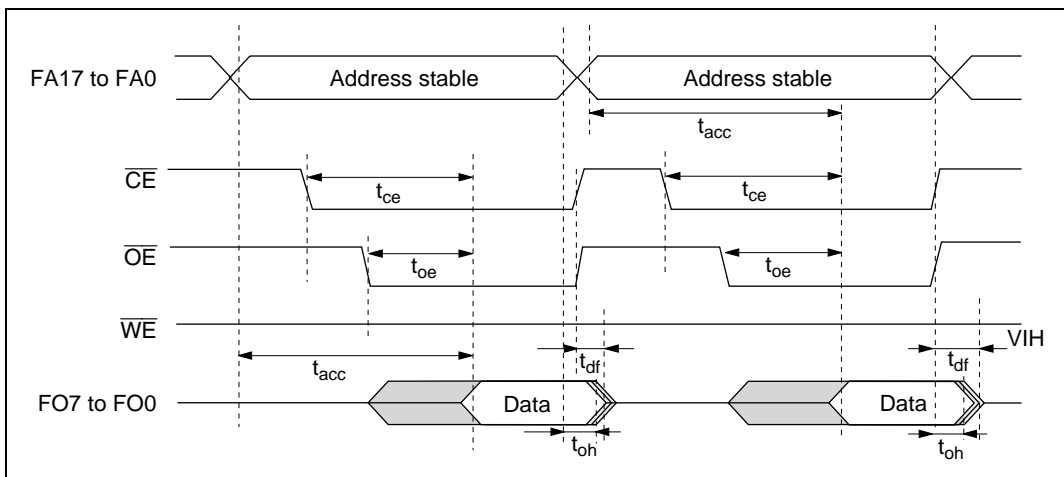 FA17 to FA0
Address stable
Address stable
tacc
CE
tce
tce
OE
toe
toe
WE
VIH
tacc
tdf
tdf
FO7 to FO0
Data
Data
toh
toh